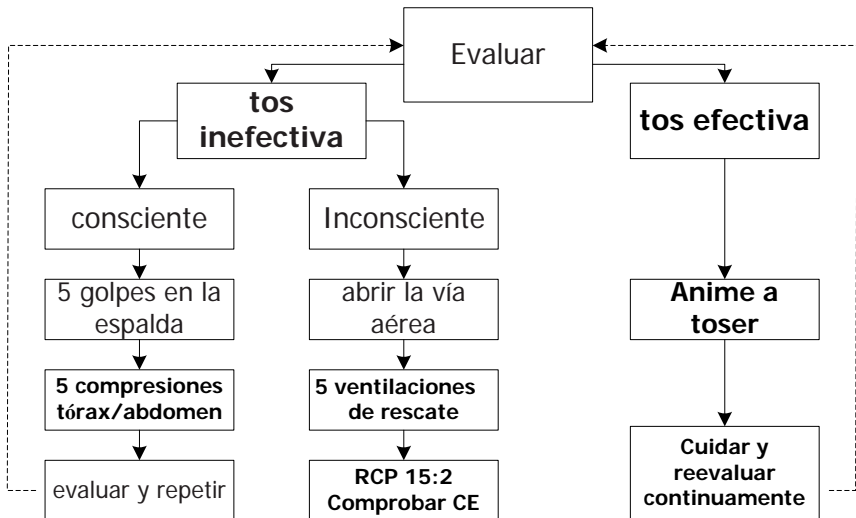 Evaluar
tos
inefectiva
tos efectiva
consciente
Inconsciente
5 golpes en la
espalda
abrir la vía
aérea
Anime a
toser
5 compresiones
tórax/abdomen
5 ventilaciones
de rescate
Cuidar y
reevaluar
continuamente
evaluar y repetir
RCP 15:2
Comprobar CE